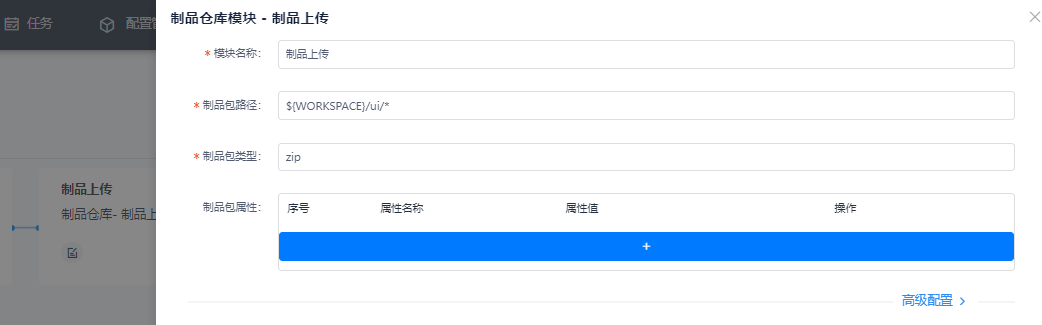 任务
配置管
制品仓库模块 - 制品上传
* 模块名称：
制品上传
* 制品包路径：
${WORKSPACE}/ui/*
* 制品包类型：
zip
制品包属性：
序号 属性名称 属性值 操作
+
高级配置 >
制品上传
制品仓库- 制品上